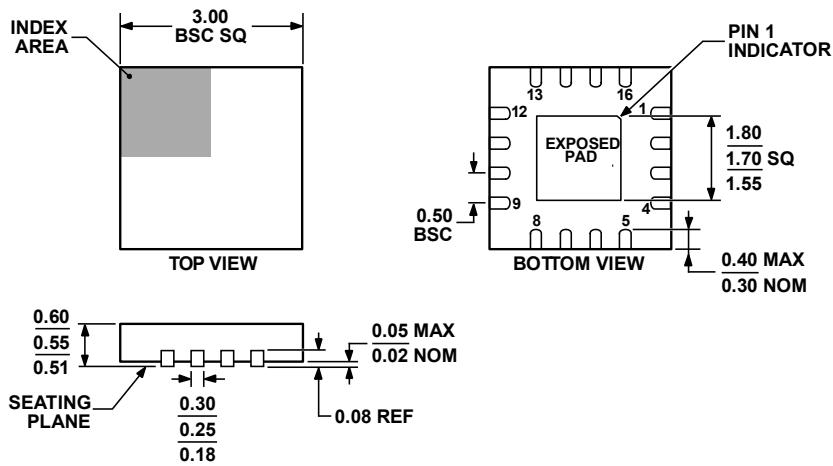 INDEX
AREA
3.00
BSC SQ
TOP VIEW
PIN 1
INDICATOR
13
16
12
1
EXPOSED
PAD
1.80
1.70 SQ
1.55
0.50
BSC
9
4
8
5
BOTTOM VIEW
0.40 MAX
0.30 NOM
0.60
0.55
0.51
SEATING
PLANE
0.30
0.25
0.18
0.05 MAX
0.02 NOM
0.08 REF